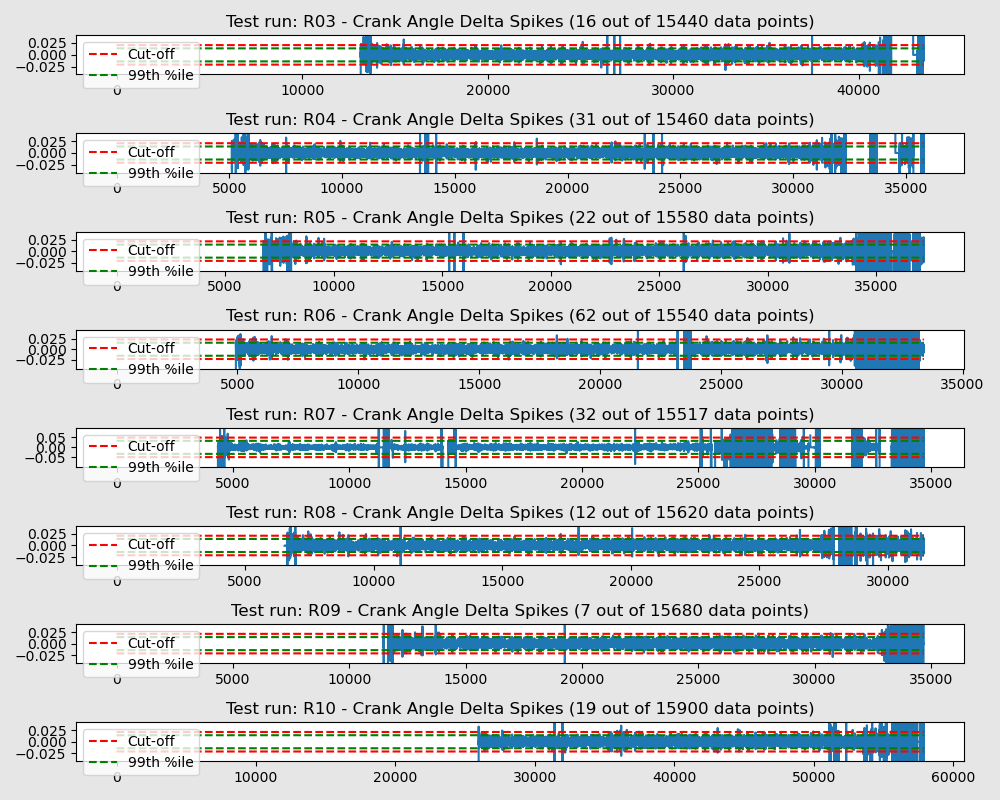 Test run: R03 - Crank Angle Delta Spikes (16 out of 15440 data points)
0.025
0.000
−0.025
Cut-off
99th %ile
0 10000 20000 30000 40000
Test run: R04 - Crank Angle Delta Spikes (31 out of 15460 data points)
0.025
0.000
−0.025
Cut-off
99th %ile
0 5000 10000 15000 20000 25000 30000 35000
Test run: R05 - Crank Angle Delta Spikes (22 out of 15580 data points)
0.025
0.000
−0.025
Cut-off
99th %ile
0 5000 10000 15000 20000 25000 30000 35000
Test run: R06 - Crank Angle Delta Spikes (62 out of 15540 data points)
0.025
0.000
−0.025
Cut-off
99th %ile
0 5000 10000 15000 20000 25000 30000 35000
Test run: R07 - Crank Angle Delta Spikes (32 out of 15517 data points)
0.05
0.00
−0.05
Cut-off
99th %ile
0 5000 10000 15000 20000 25000 30000 35000
Test run: R08 - Crank Angle Delta Spikes (12 out of 15620 data points)
0.025
0.000
−0.025
Cut-off
99th %ile
0 5000 10000 15000 20000 25000 30000
Test run: R09 - Crank Angle Delta Spikes (7 out of 15680 data points)
0.025
0.000
−0.025
Cut-off
99th %ile
0 5000 10000 15000 20000 25000 30000 35000
Test run: R10 - Crank Angle Delta Spikes (19 out of 15900 data points)
0.025
0.000
−0.025
Cut-off
99th %ile
0 10000 20000 30000 40000 50000 60000